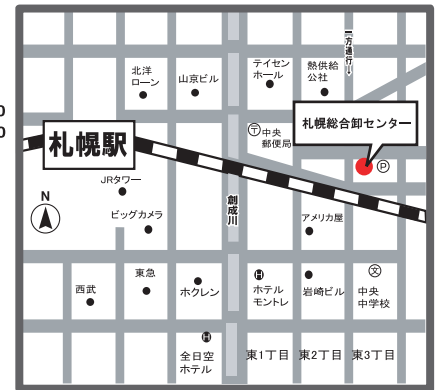 一方通行
北洋
ローン
山京ビル
テイセン
ホール
熱供給
公社
0
0
札幌駅
〒中央
郵便局
札幌総合卸センター
P
JRタワー
N
ビッグカメラ
創成川
アメリカ屋
西武
東急
ホクレン
H
ホテル
モントレ
岩崎ビル
文
中央
中学校
H
全日空
ホテル
東1丁目
東2丁目
東3丁目